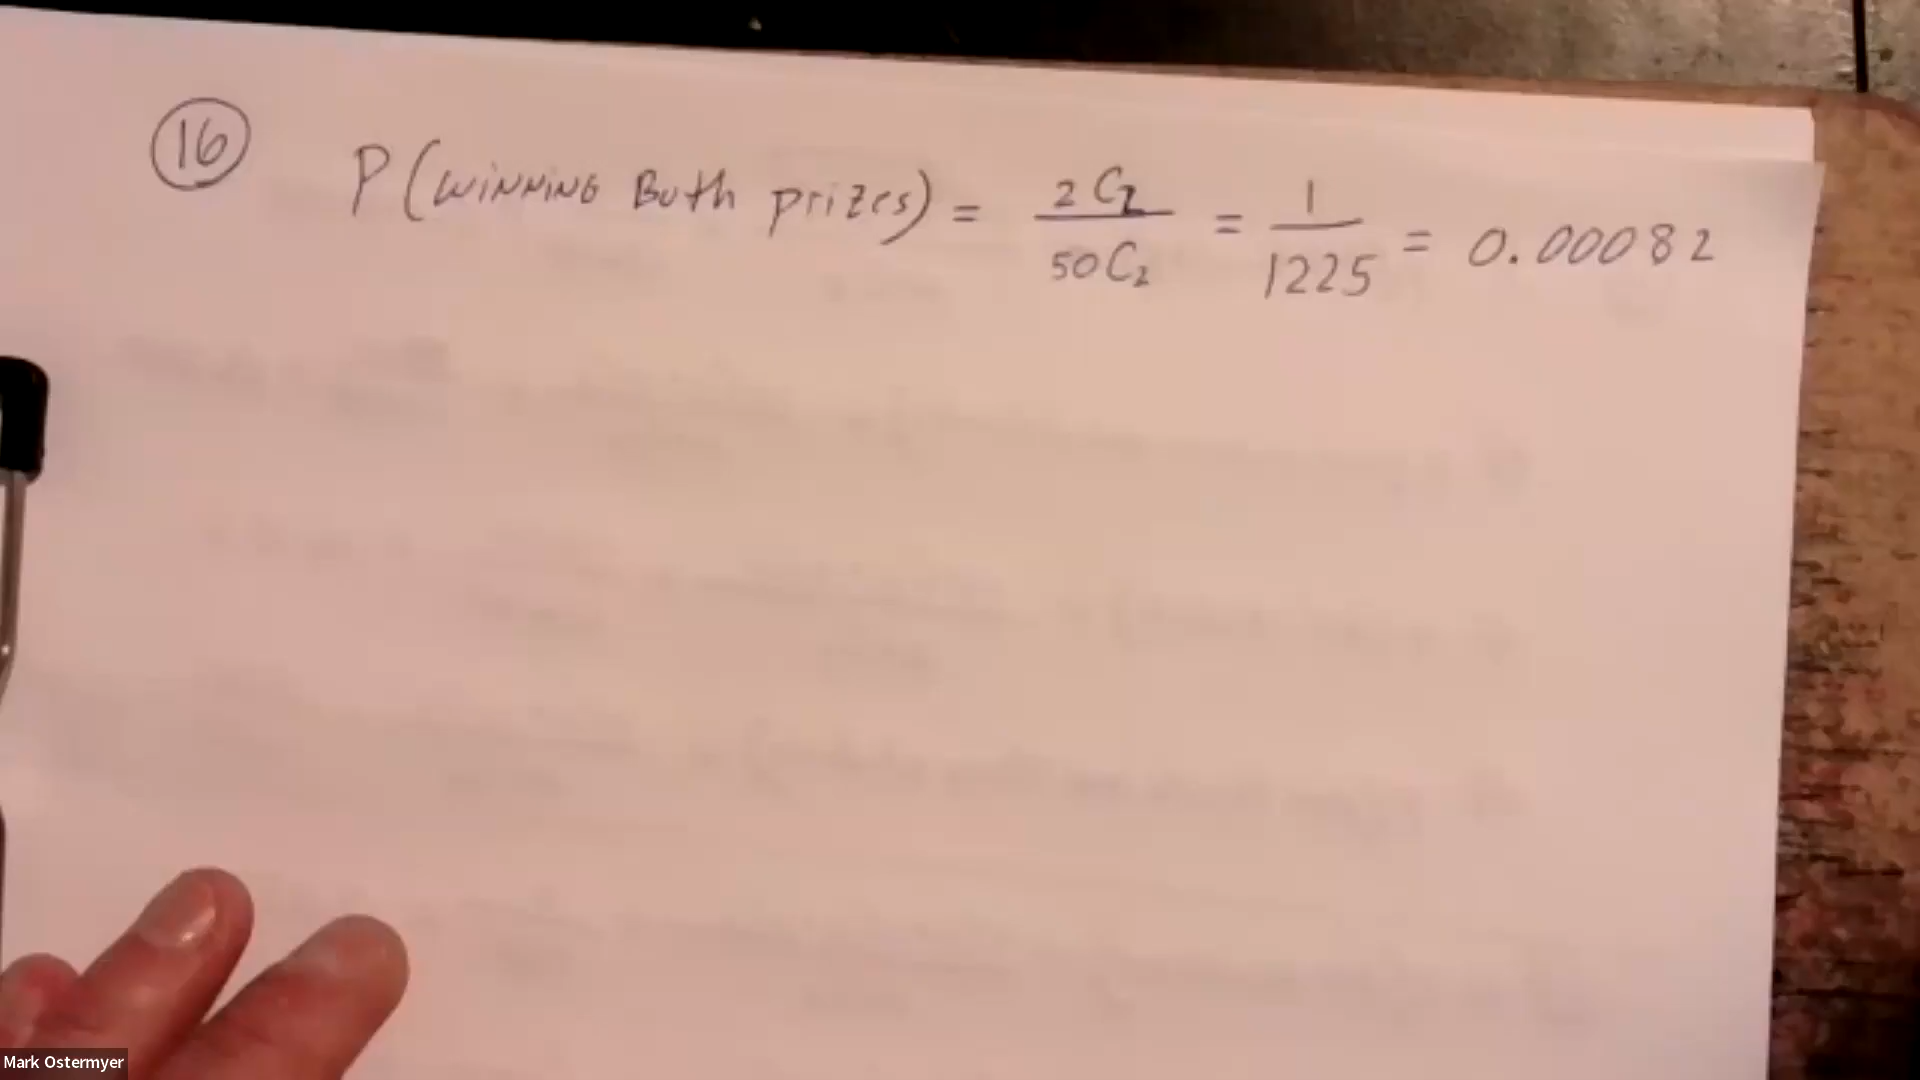 16 P(WINNING Both prizes) = 2C2 / 50C2 = 1 / 1225 = 0.00082
Mark Ostermyer